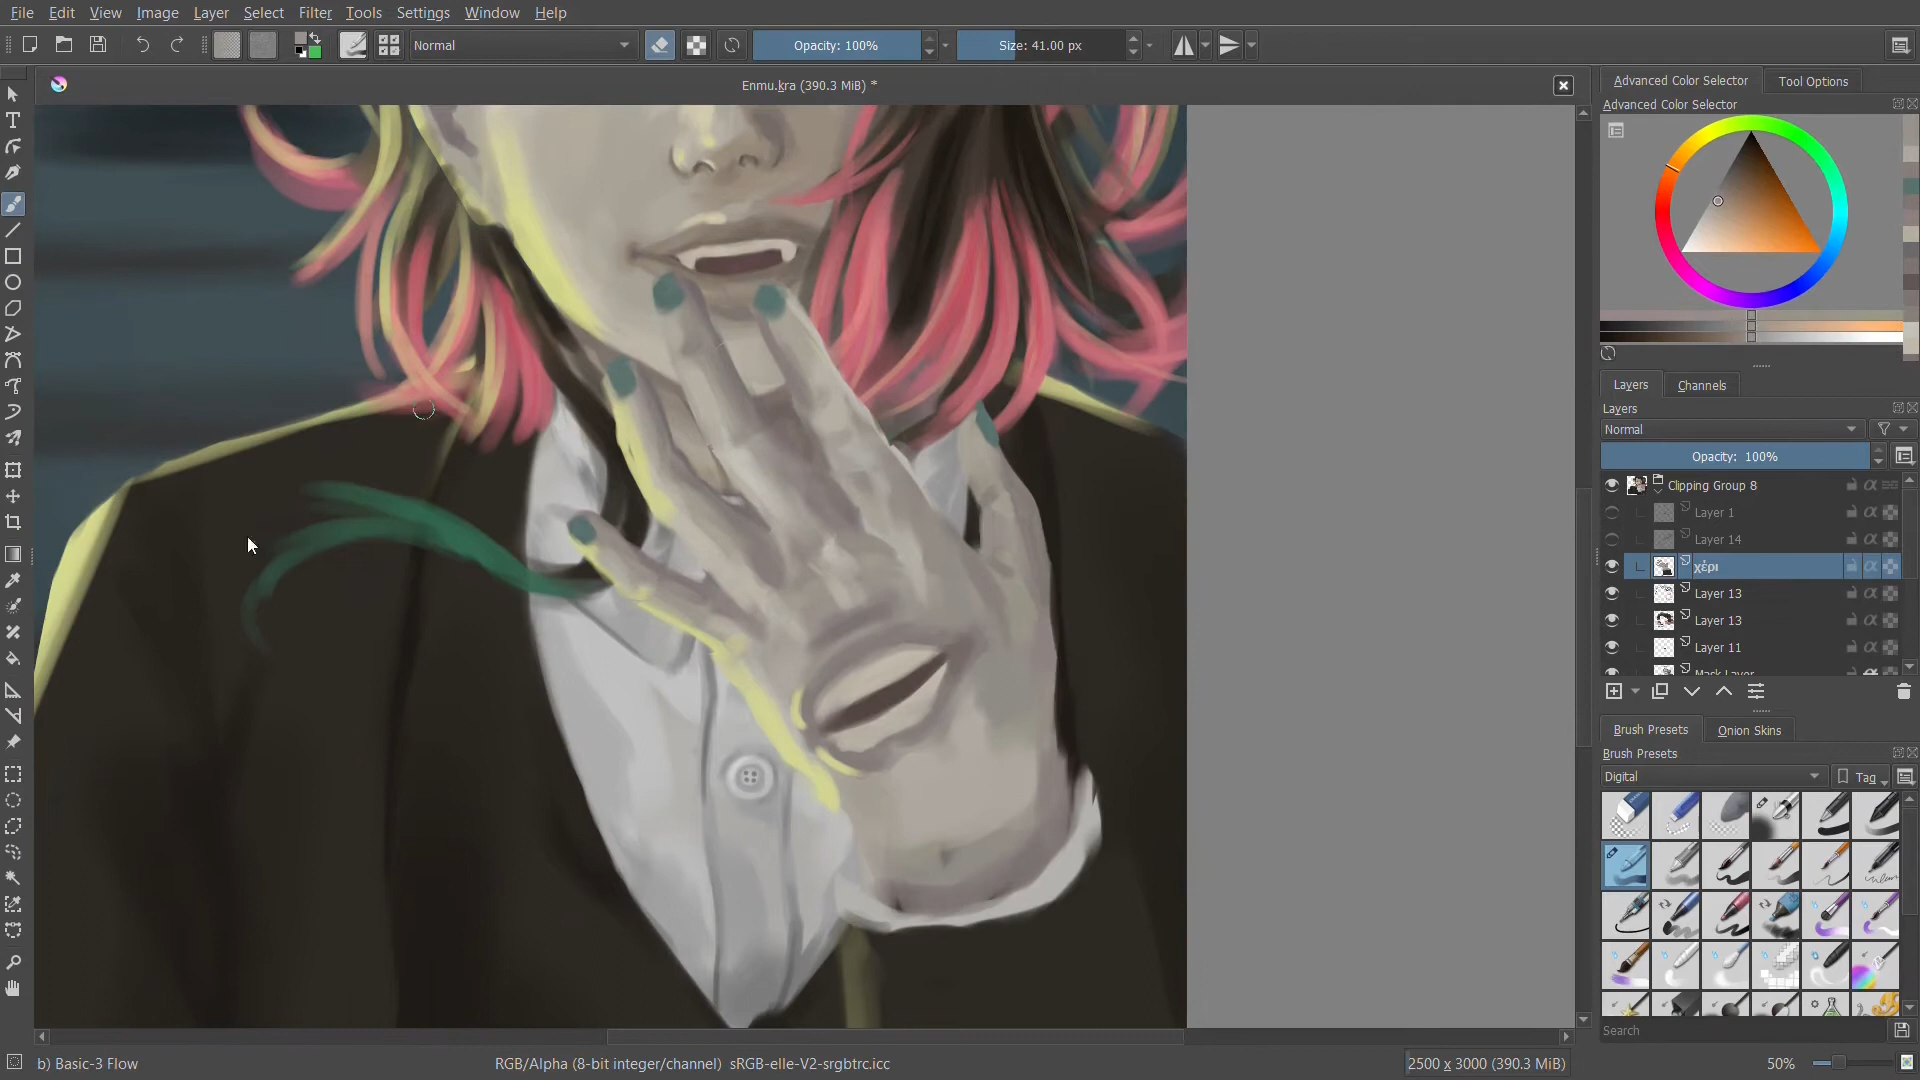 File Edit View Image Layer Select Filter Tools Settings Window Help
Normal Opacity: 100% Size: 41.00 px
Enmu.kra (390.3 MiB) *
Advanced Color Selector Tool Options
Advanced Color Selector
Layers Channels
Layers
Normal
Opacity: 100%
Clipping Group 8
Layer 1
Layer 14
χέρι
Layer 13
Layer 13
Layer 11
Mask Layer
Brush Presets Onion Skins
Brush Presets
Digital Tag
Search
b) Basic-3 Flow RGB/Alpha (8-bit integer/channel) sRGB-elle-V2-srgbtrc.icc 2500 x 3000 (390.3 MiB) 50%